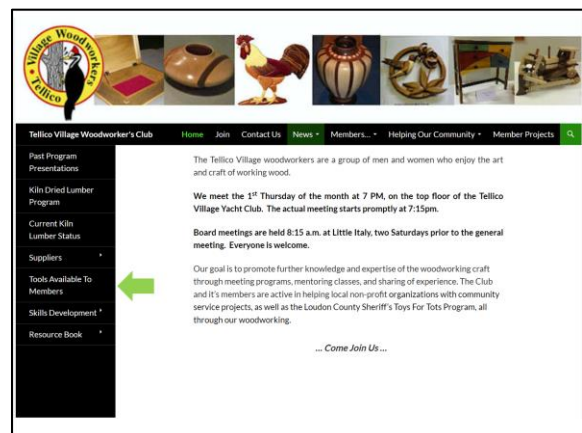 Village Woodworkers
Tellico
Tellico Village Woodworker's Club
Home Join Contact Us News Members... Helping Our Community Member Projects
Past Program
Presentations
Kiln Dried Lumber
Program
Current Kiln
Lumber Status
Suppliers
Tools Available To
Members
Skills Development
Resource Book
The Tellico Village woodworkers are a group of men and women who enjoy the art
and craft of working wood.
We meet the 1st Thursday of the month at 7 PM, on the top floor of the Tellico
Village Yacht Club. The actual meeting starts promptly at 7:15pm.
Board meetings are held 8:15 a.m. at Little Italy, two Saturdays prior to the general
meeting. Everyone is welcome.
Our goal is to promote further knowledge and expertise of the woodworking craft
through meeting programs, mentoring classes, and sharing of experience. The Club
and it's members are active in helping local non-profit organizations with community
service projects, as well as the Loudon County Sheriff's Toys For Tots Program, all
through our woodworking.
... Come Join Us ...